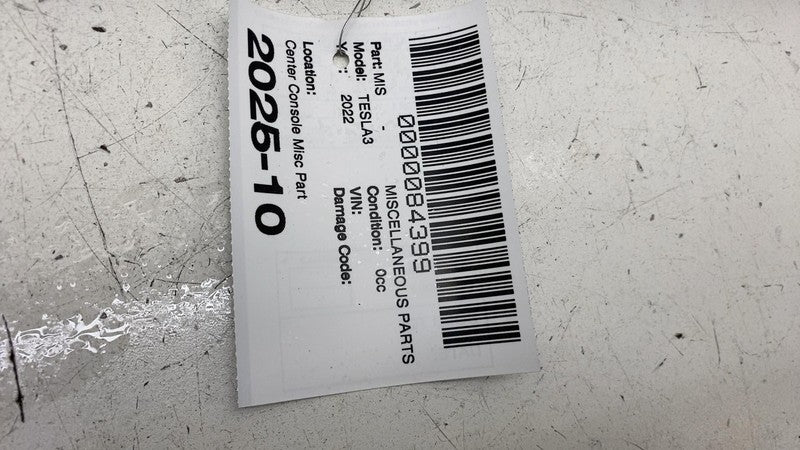 0000084399
MISCELLANEOUS PARTS
Part: MIS -
Model: TESLA3 Condition: 0cc
2022 VIN:
Damage Code:
Location:
Center Console Misc Part
2025-10